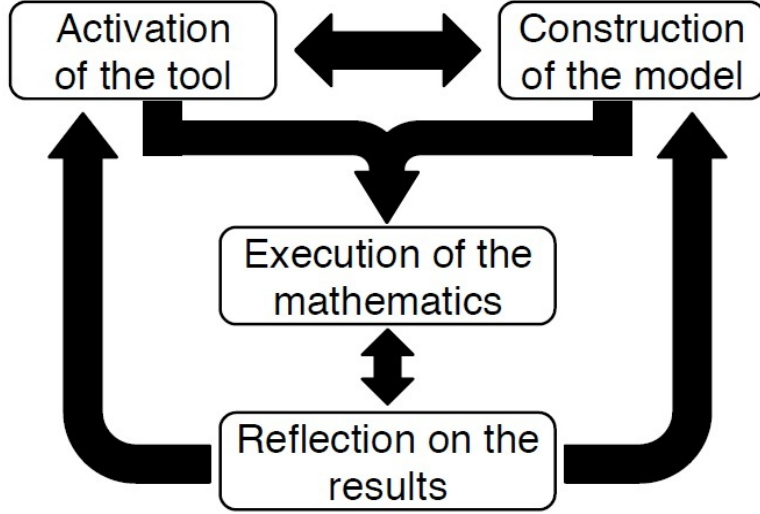 Activation
of the tool
Construction
of the model
Execution of the
mathematics
Reflection on the
results